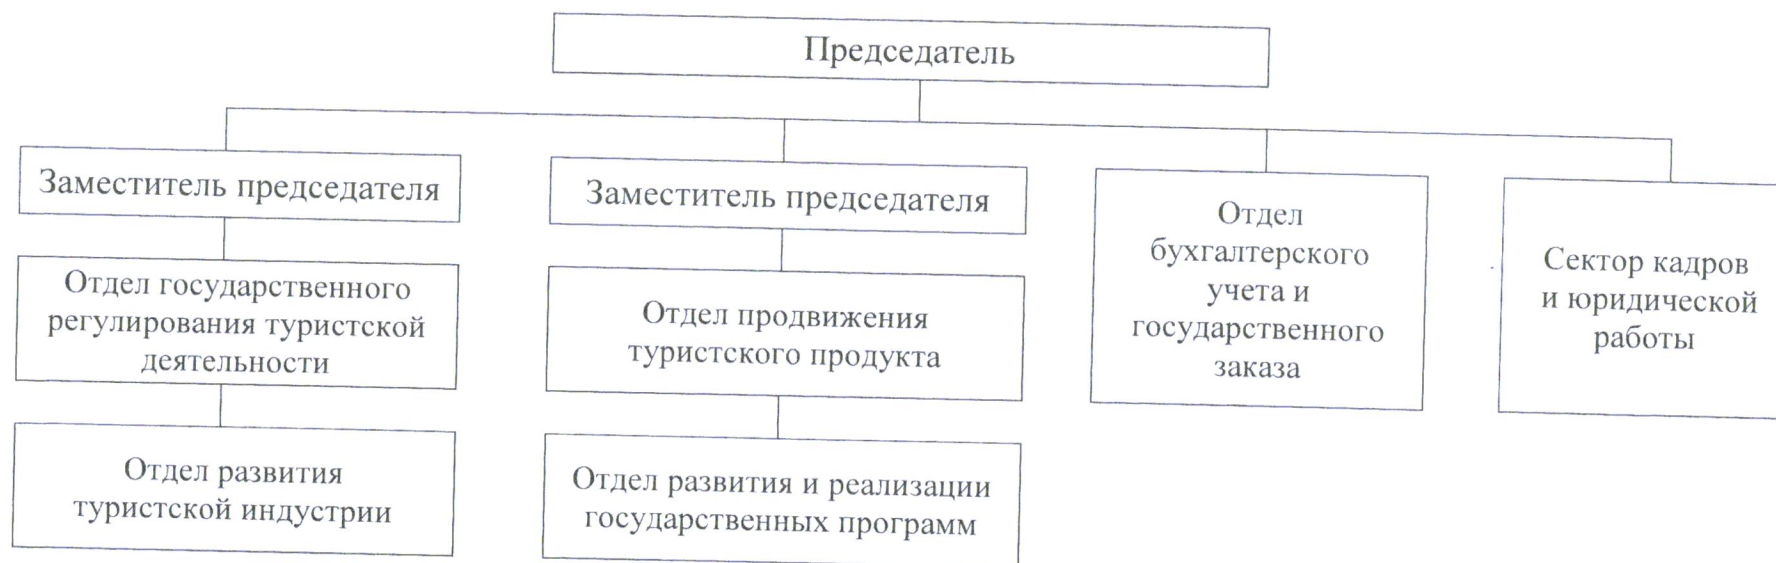 Председатель
Заместитель председателя
Заместитель председателя
Отдел
бухгалтерского
учета и
государственного
заказа
Сектор кадров
и юридической
работы
Отдел государственного
регулирования туристской
деятельности
Отдел продвижения
туристского продукта
Отдел развития
туристской индустрии
Отдел развития и реализации
государственных программ